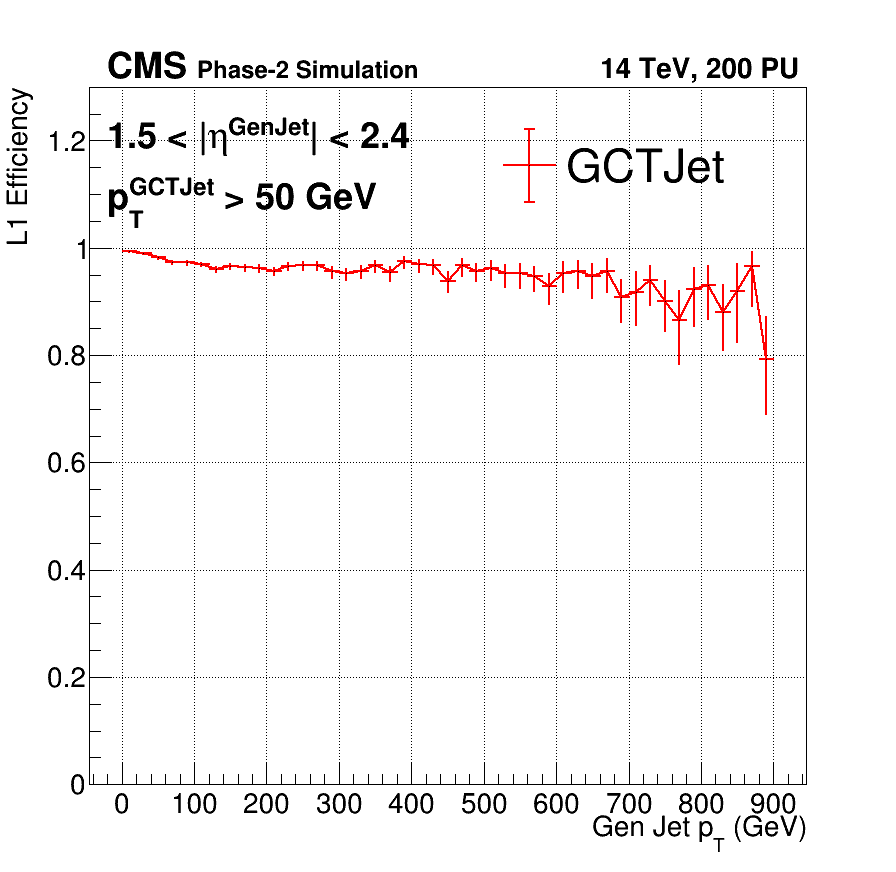 CMS Phase-2 Simulation 14 TeV, 200 PU
1.5 < |η^GenJet| < 2.4
p_T^GCTJet > 50 GeV
GCTJet
L1 Efficiency
1.2
1
0.8
0.6
0.4
0.2
0
0 100 200 300 400 500 600 700 800 900
Gen Jet p_T (GeV)